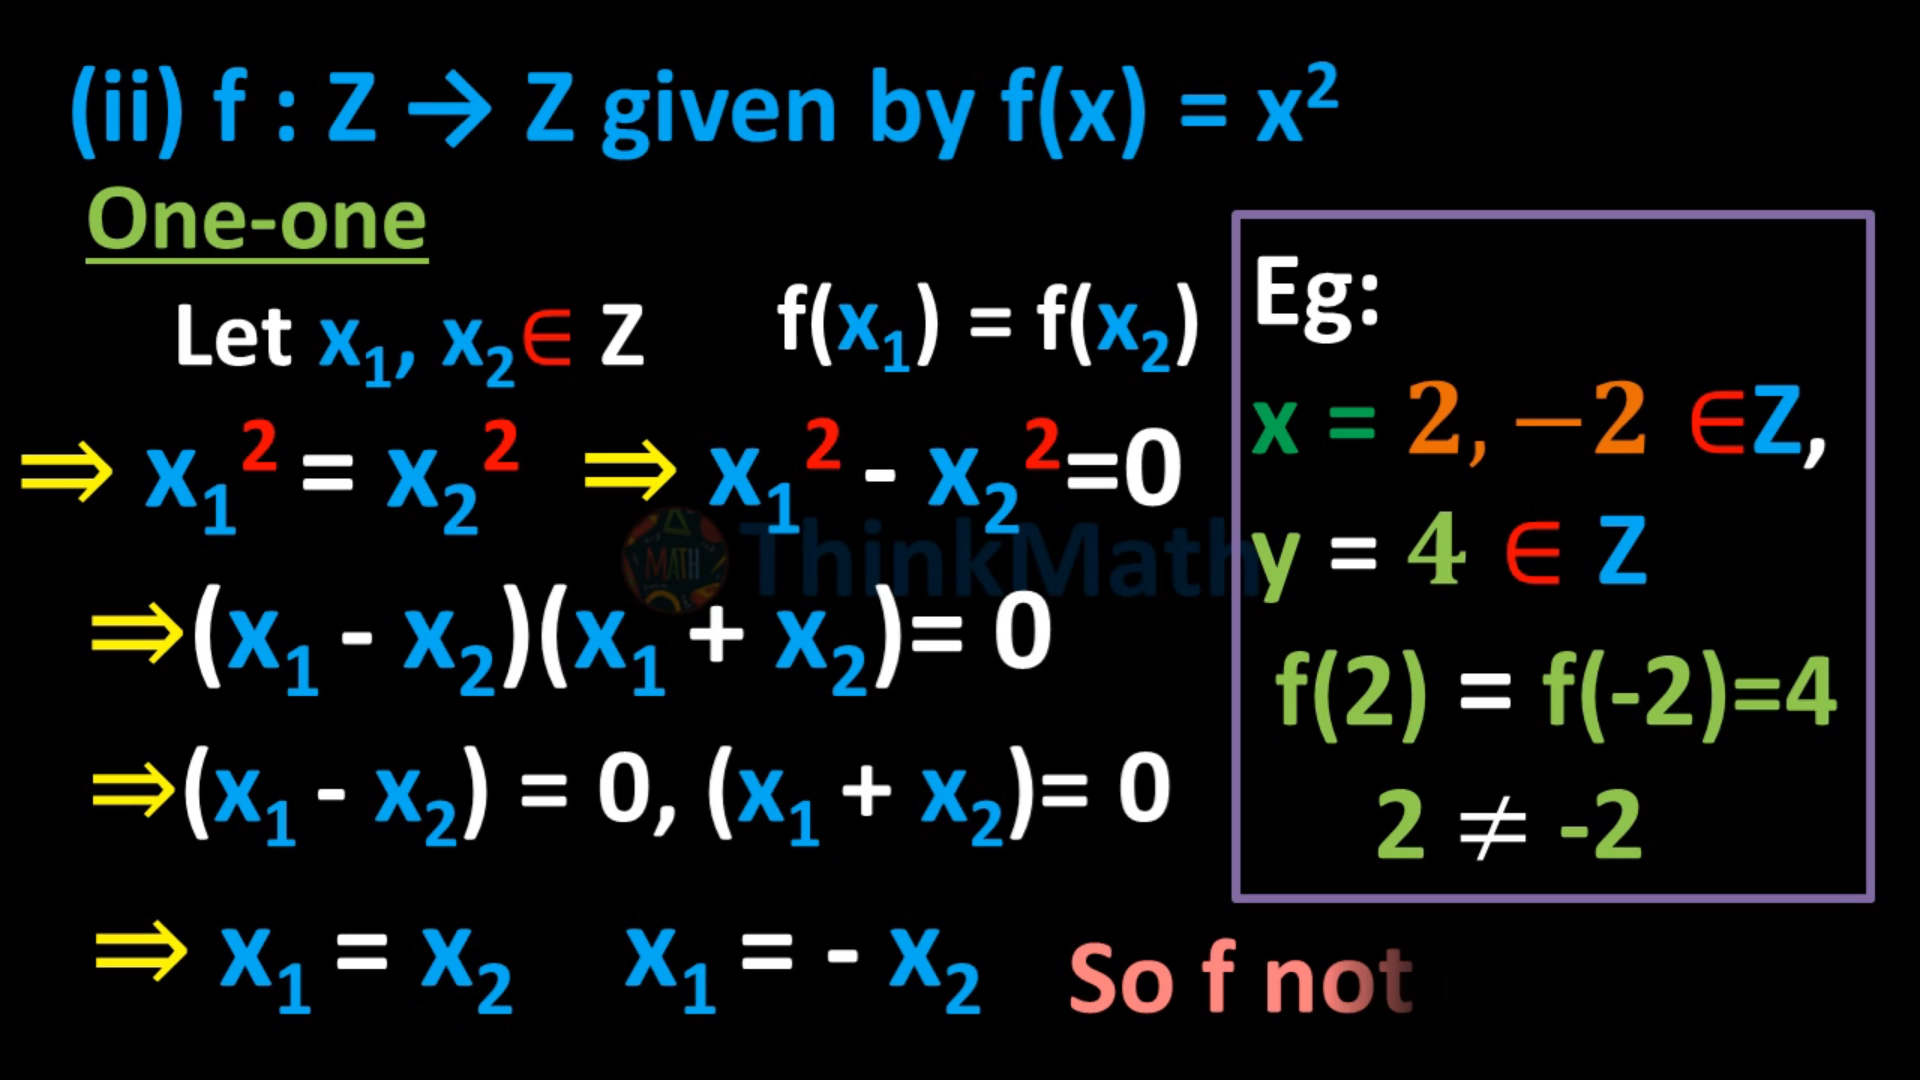 (ii) f : Z → Z given by f(x) = x²
One-one
Let x₁, x₂∈ Z f(x₁) = f(x₂)
⇒ x₁² = x₂² ⇒ x₁² - x₂²=0
⇒(x₁ - x₂)(x₁ + x₂)= 0
⇒(x₁ - x₂) = 0, (x₁ + x₂)= 0
⇒ x₁ = x₂ x₁ = - x₂
So f not
Eg:
x = 2, −2 ∈Z,
y = 4 ∈ Z
f(2) = f(-2)=4
2 ≠ -2
MATH ThinkMath